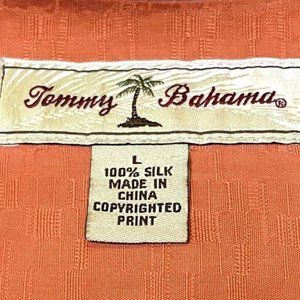 Tommy Bahama®
L
100% SILK
MADE IN
CHINA
COPYRIGHTED
PRINT